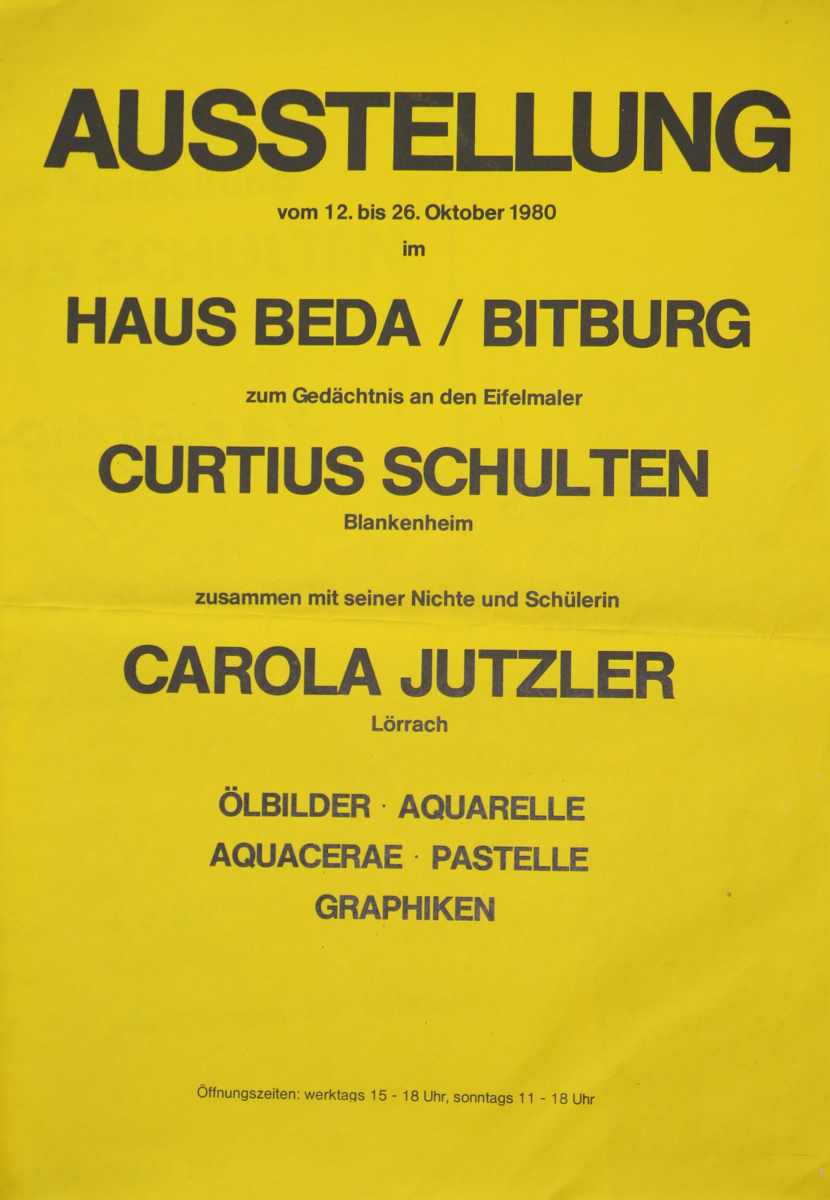 AUSSTELLUNG
vom 12. bis 26. Oktober 1980
im
HAUS BEDA / BITBURG
zum Gedächtnis an den Eifelmaler
CURTIUS SCHULTEN
Blankenheim
zusammen mit seiner Nichte und Schülerin
CAROLA JUTZLER
Lörrach
ÖLBILDER · AQUARELLE
AQUACERAE · PASTELLE
GRAPHIKEN
Öffnungszeiten: werktags 15 - 18 Uhr, sonntags 11 - 18 Uhr